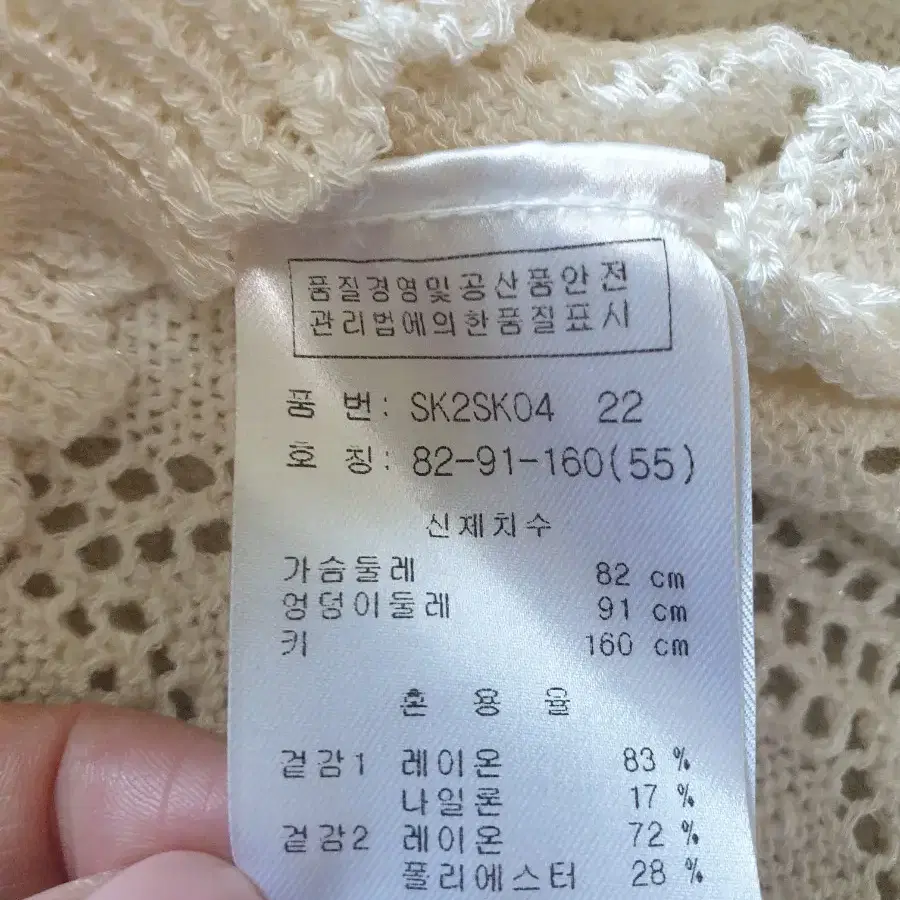 품질경영및공산품안전
관리법에의한품질표시
품 번: SK2SK04 22
호 칭: 82-91-160(55)
신체치수
가슴둘레 82 cm
엉덩이둘레 91 cm
키 160 cm
혼 용 율
겉감1 레이온 83 %
나일론 17 %
겉감2 레이온 72 %
폴리에스터 28 %